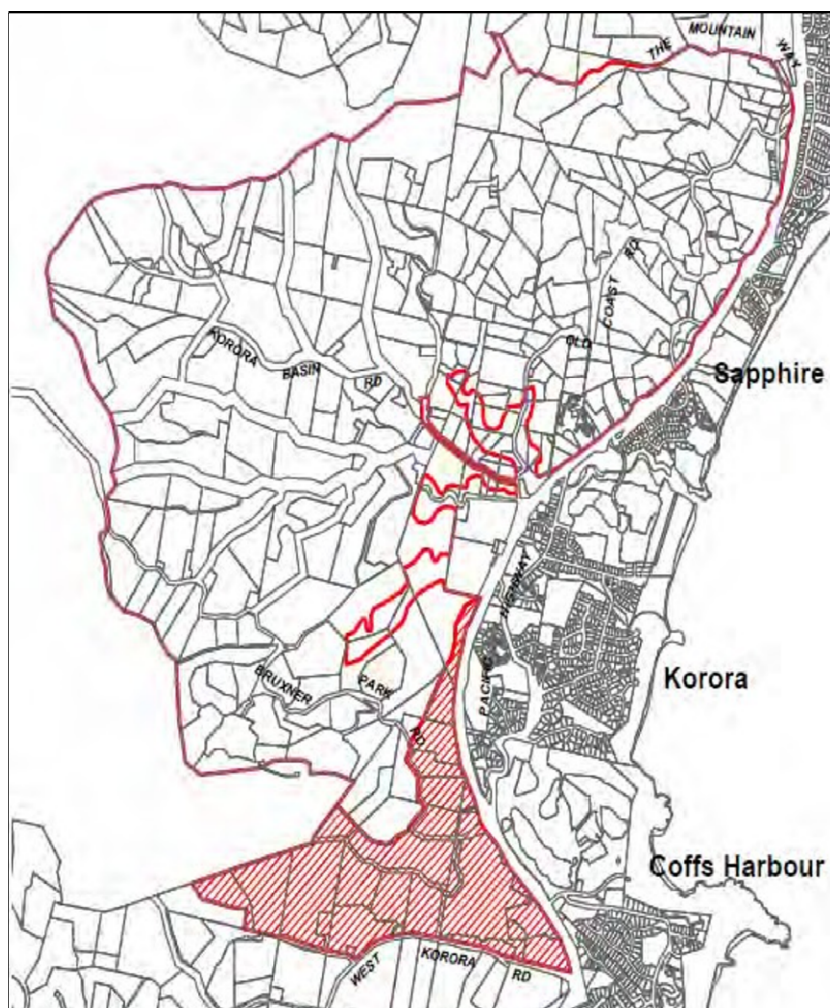 THE MOUNTAIN WAY
OLD COAST RD
Sapphire
KORORA BASIN RD
PACIFIC HIGHWAY
Korora
BRUXNER PARK RD
Coffs Harbour
WEST KORORA RD